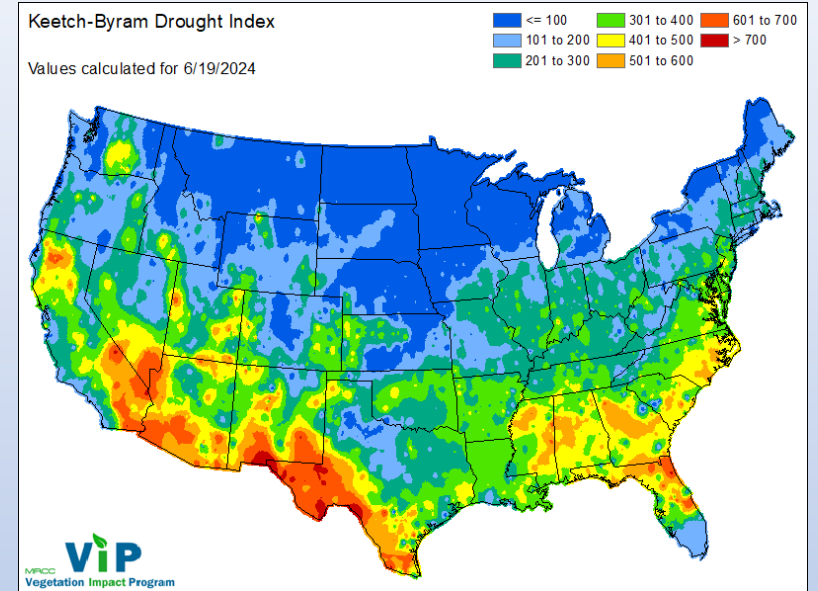 Keetch-Byram Drought Index
Values calculated for 6/19/2024
<= 100
101 to 200
201 to 300
301 to 400
401 to 500
501 to 600
601 to 700
> 700
MRCC
ViP
Vegetation Impact Program